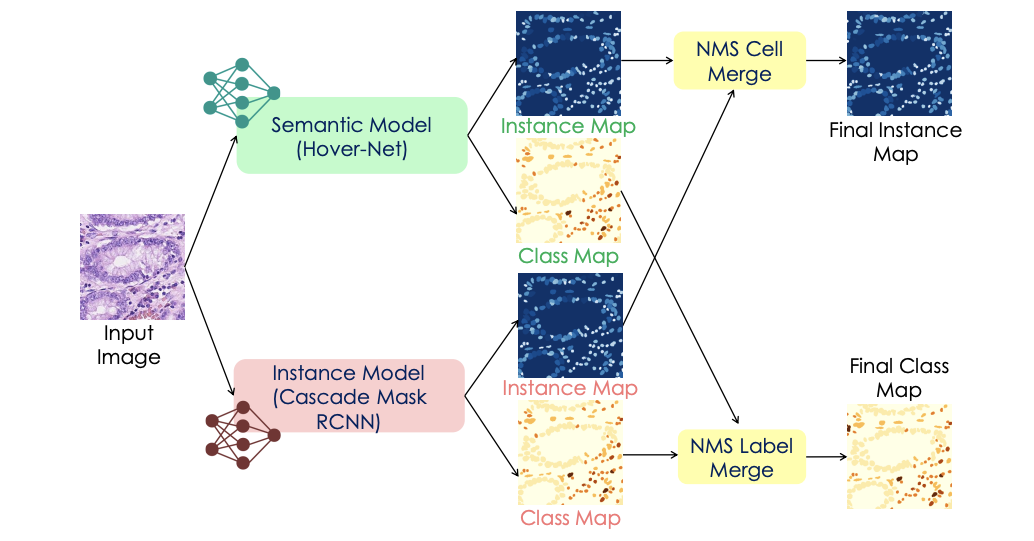 Input
Image
Semantic Model
(Hover-Net)
Instance Model
(Cascade Mask
RCNN)
Instance Map
Class Map
Instance Map
Class Map
NMS Cell
Merge
NMS Label
Merge
Final Instance
Map
Final Class
Map